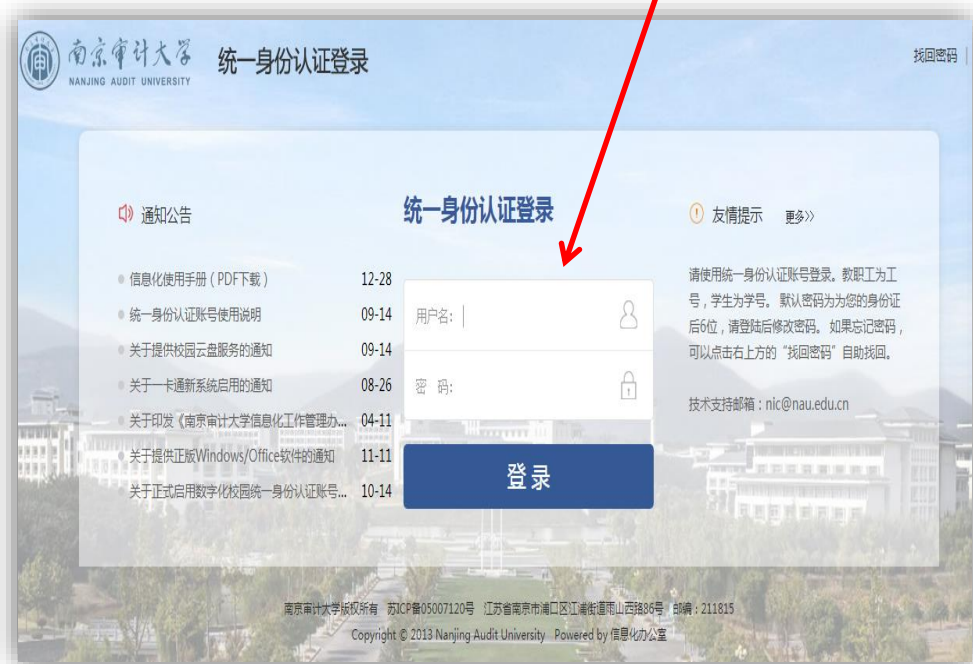 南京审计大学
NANJING AUDIT UNIVERSITY
统一身份认证登录
找回密码
通知公告
信息化使用手册（PDF下载） 12-28
统一身份认证账号使用说明 09-14
关于提供校园云盘服务的通知 09-14
关于一卡通新系统启用的通知 08-26
关于印发《南京审计大学信息化工作管理办... 04-11
关于提供正版Windows/Office软件的通知 11-11
关于正式启用数字化校园统一身份认证账号... 10-14
统一身份认证登录
用户名:
密 码:
登录
友情提示 更多》
请使用统一身份认证账号登录。教职工为工
号，学生为学号。 默认密码为为您的身份证
后6位，请登陆后修改密码。 如果忘记密码，
可以点击右上方的“找回密码”自助找回。
技术支持邮箱：nic@nau.edu.cn
南京审计大学版权所有 苏ICP备05007120号 江苏省南京市浦口区江浦街道雨山西路86号 邮编：211815
Copyright © 2013 Nanjing Audit University Powered by 信息化办公室